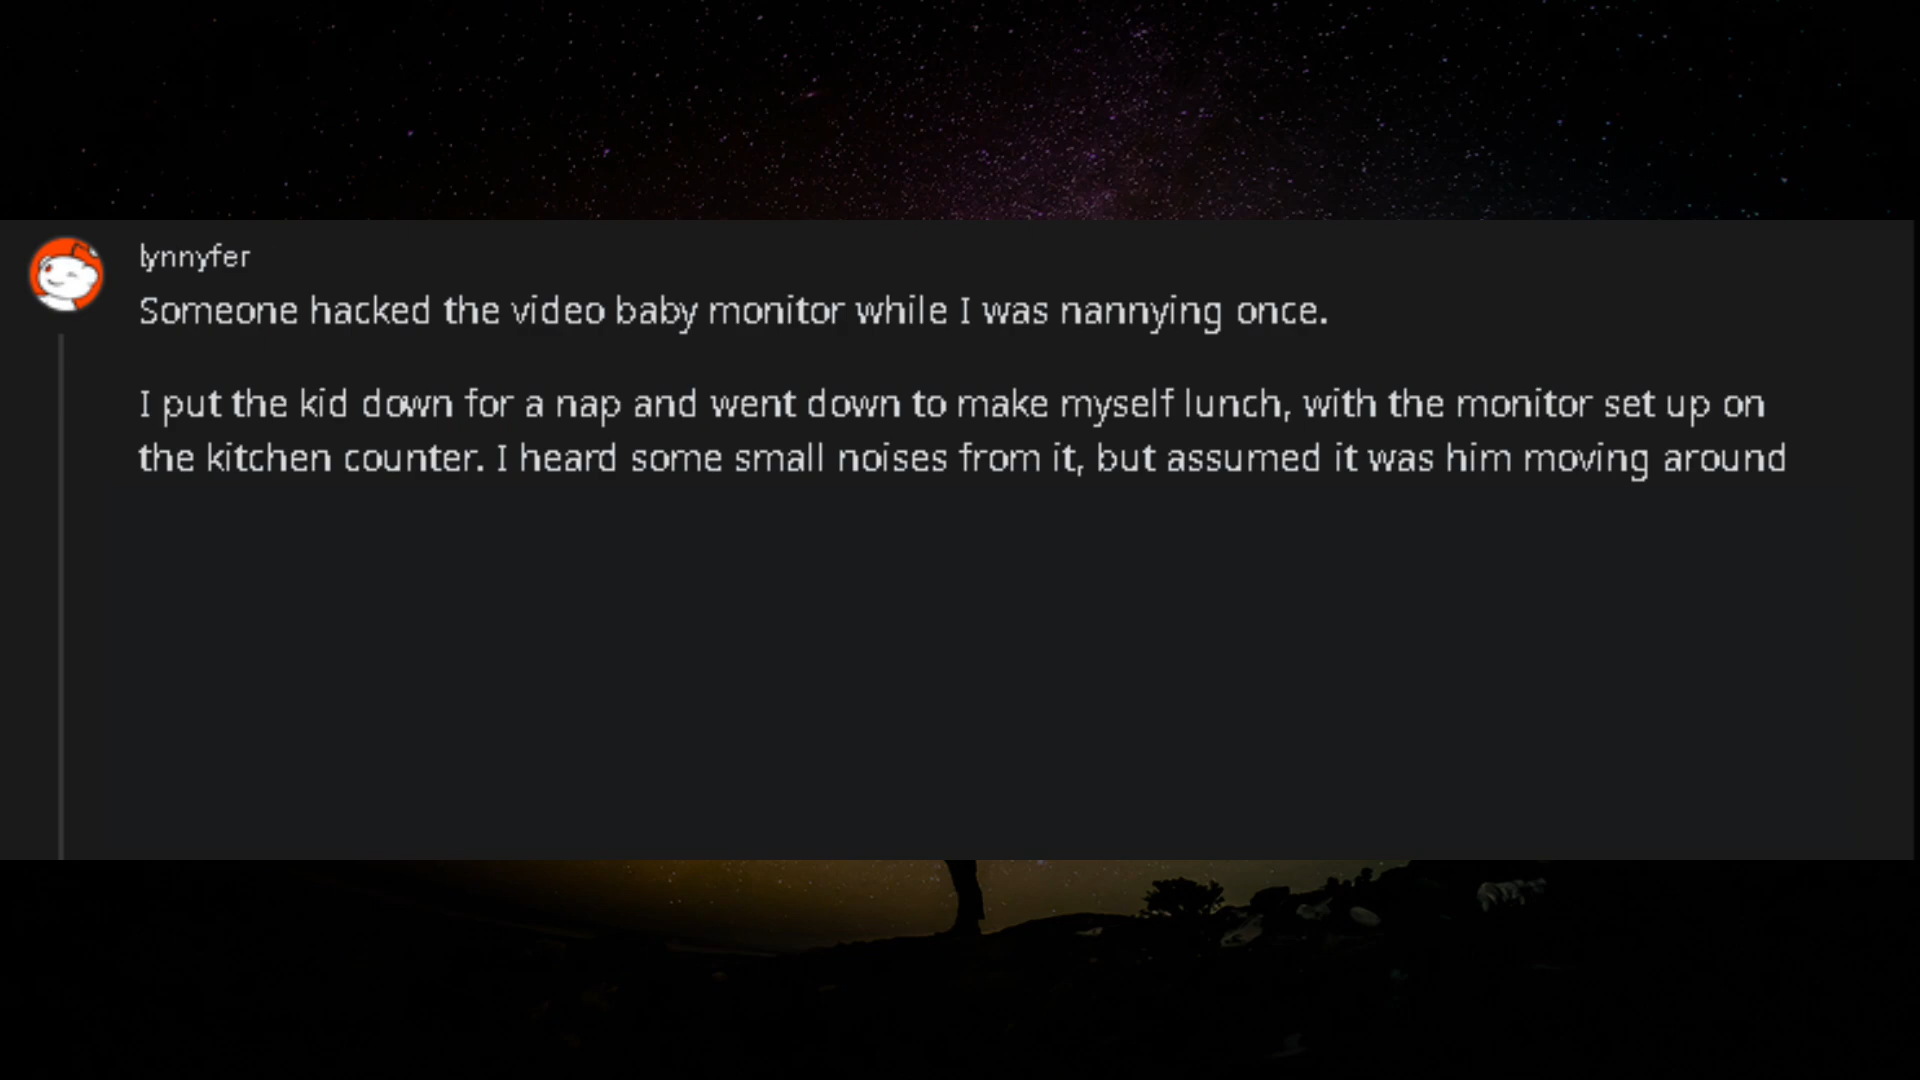 lynnyfer
Someone hacked the video baby monitor while I was nannying once.
I put the kid down for a nap and went down to make myself lunch, with the monitor set up on
the kitchen counter. I heard some small noises from it, but assumed it was him moving around